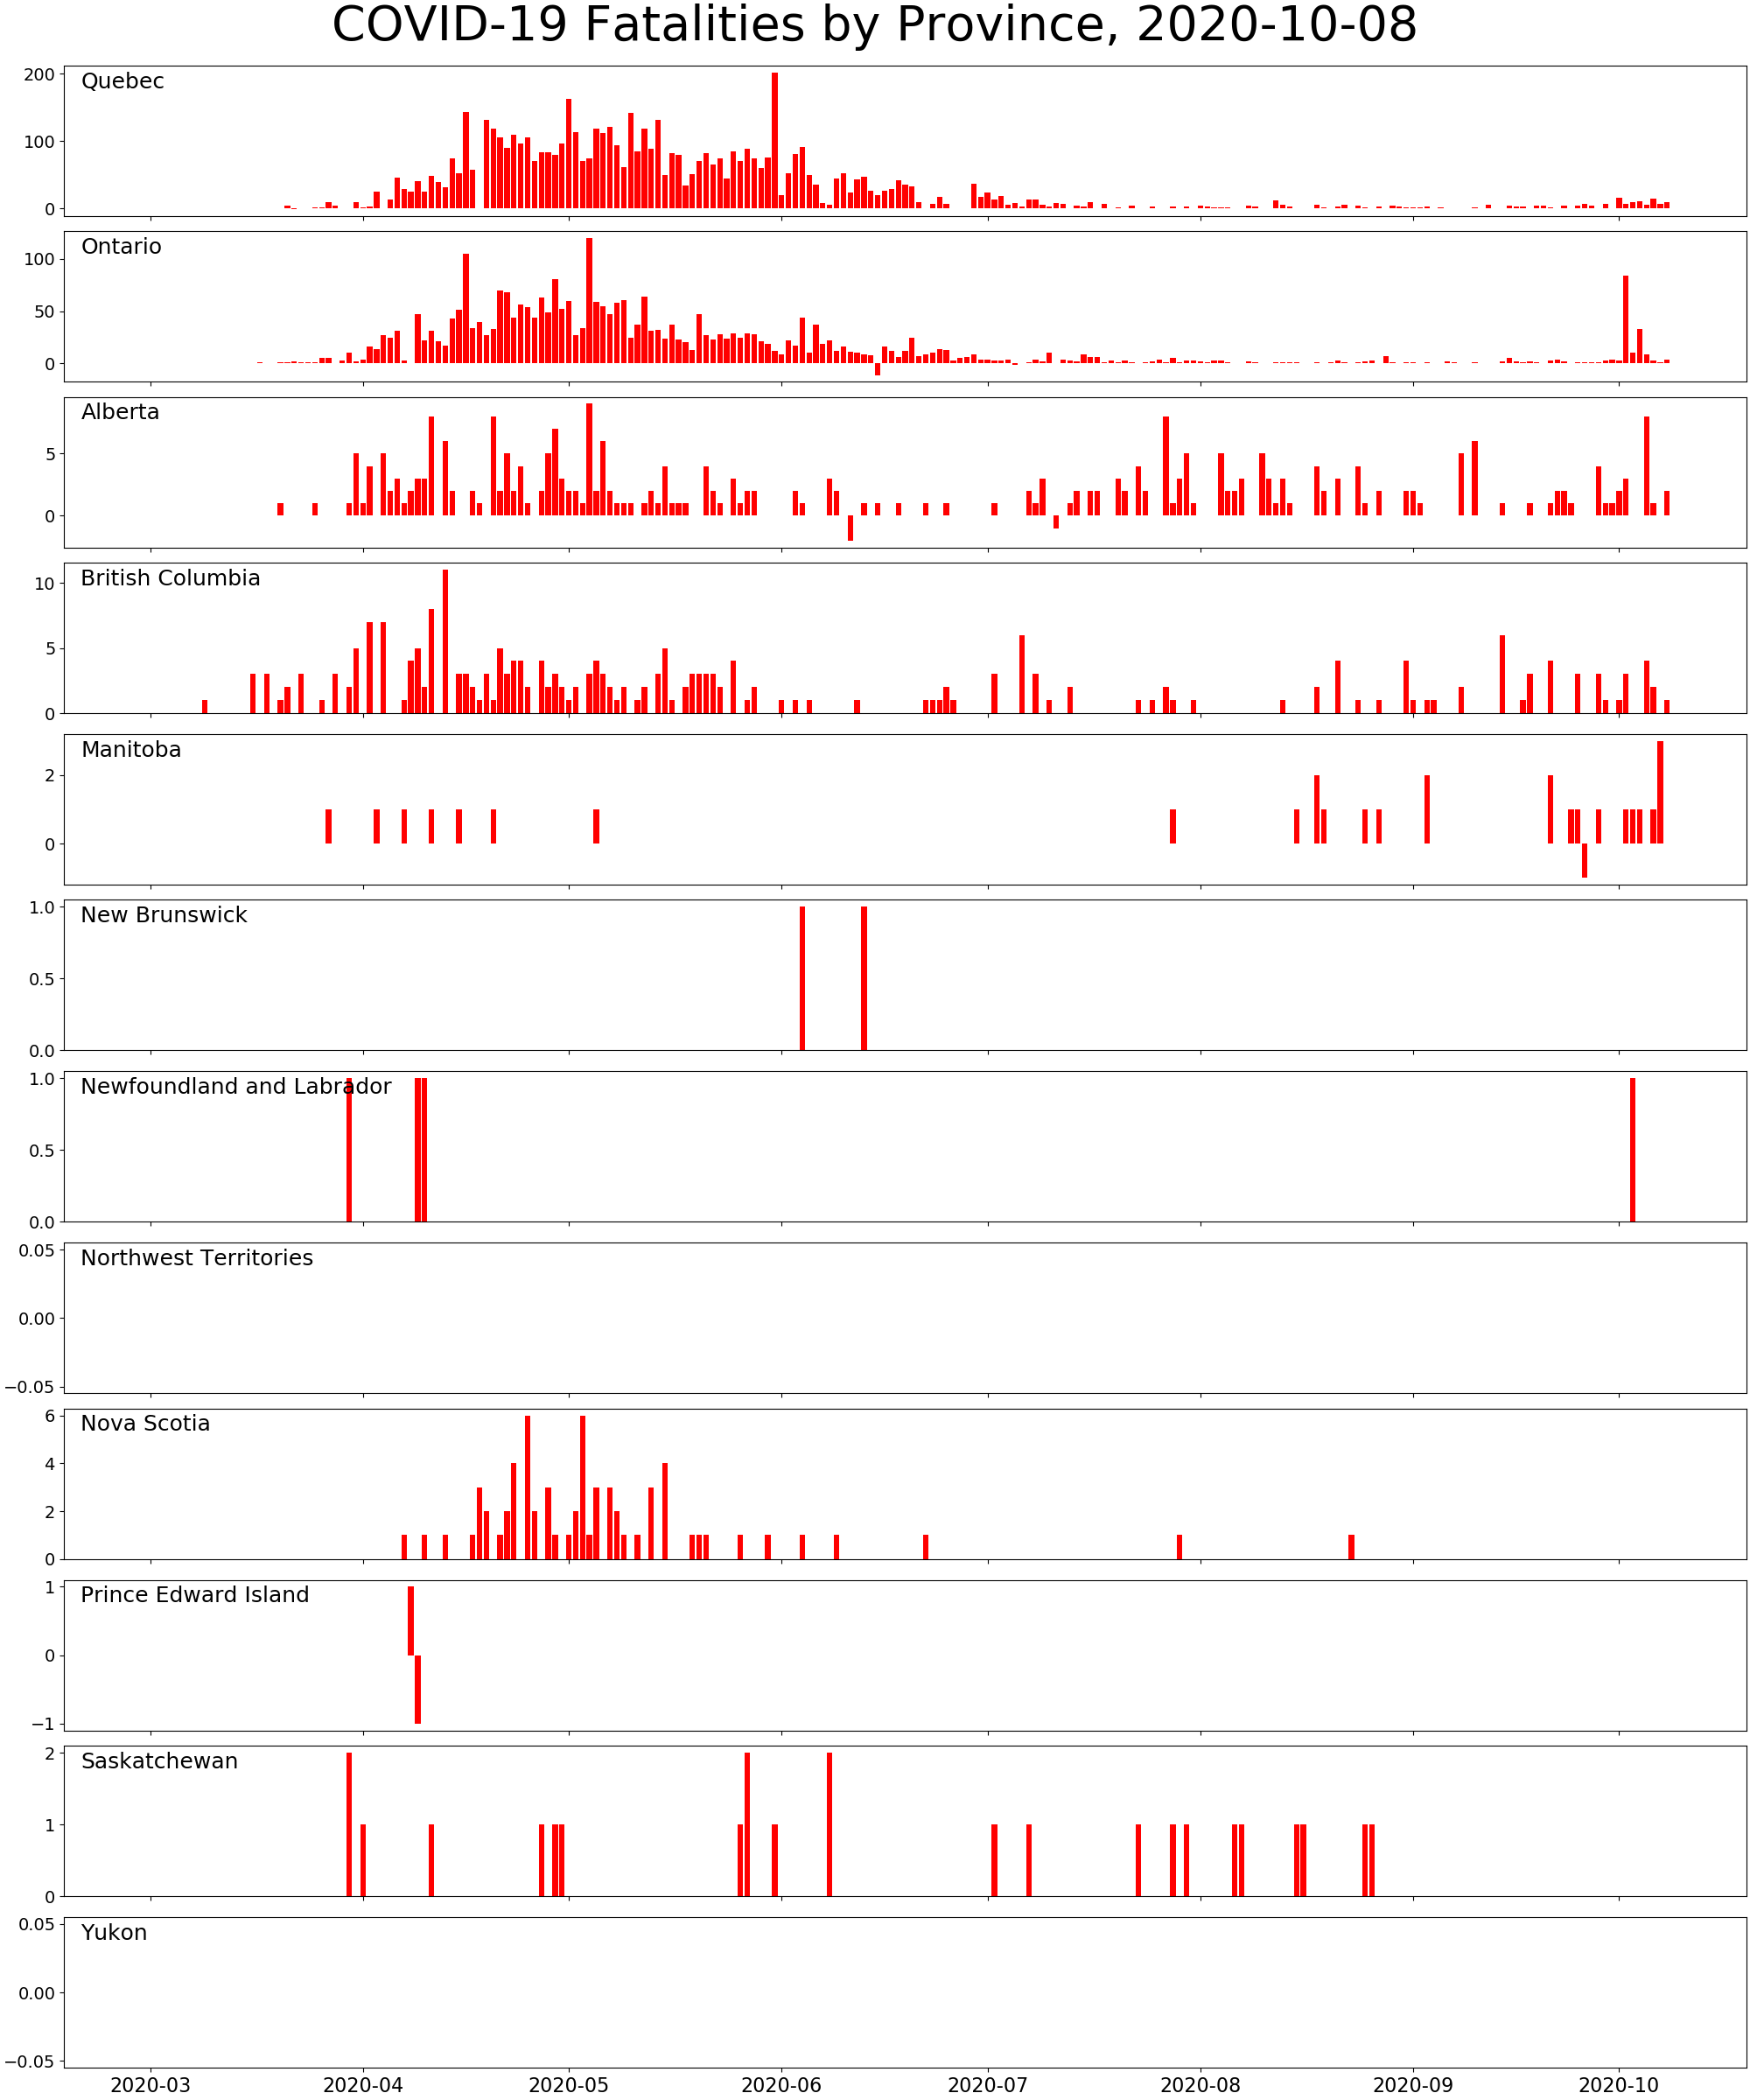 COVID-19 Fatalities by Province, 2020-10-08
Quebec
200
100
0
Ontario
100
50
0
Alberta
5
0
British Columbia
10
5
0
Manitoba
2
0
New Brunswick
1.0
0.5
0.0
Newfoundland and Labrador
1.0
0.5
0.0
Northwest Territories
0.05
0.00
−0.05
Nova Scotia
6
4
2
0
Prince Edward Island
1
0
−1
Saskatchewan
2
1
0
Yukon
0.05
0.00
−0.05
2020-03 2020-04 2020-05 2020-06 2020-07 2020-08 2020-09 2020-10